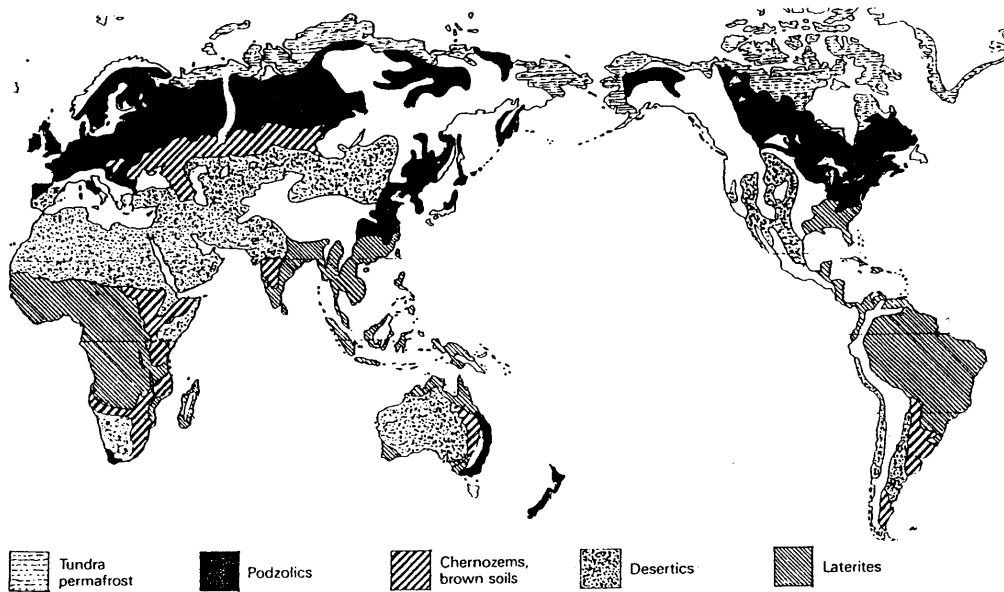 Tundra
permafrost
Podzolics
Chernozems,
brown soils
Desertics
Laterites